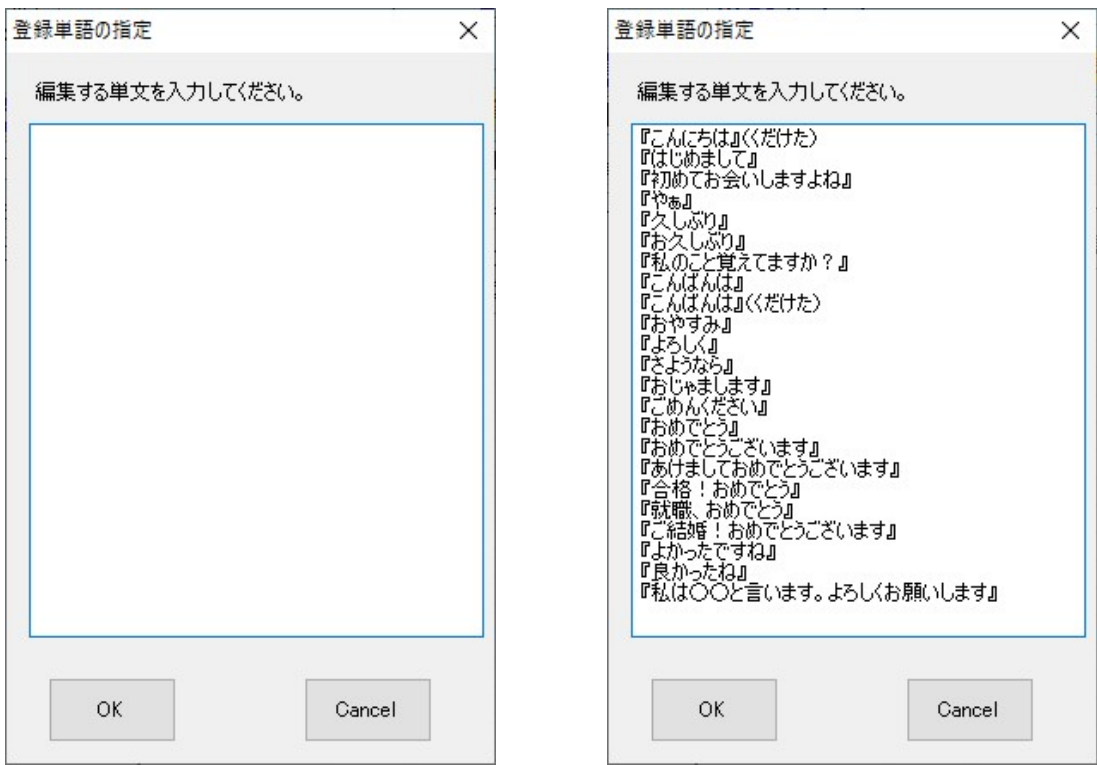 登録単語の指定
編集する単文を入力してください。
OK
Cancel
登録単語の指定
編集する単文を入力してください。
『こんにちは』(くだけた)
『はじめまして』
『初めてお会いしますよね』
『やぁ』
『久しぶり』
『お久しぶり』
『私のこと覚えてますか？』
『こんばんは』
『こんばんは』(くだけた)
『おやすみ』
『よろしく』
『さようなら』
『おじゃまします』
『ごめんください』
『おめでとう』
『おめでとうございます』
『あけましておめでとうございます』
『合格！おめでとう』
『就職、おめでとう』
『ご結婚！おめでとうございます』
『よかったですね』
『良かったね』
『私は〇〇と言います。よろしくお願いします』
OK
Cancel